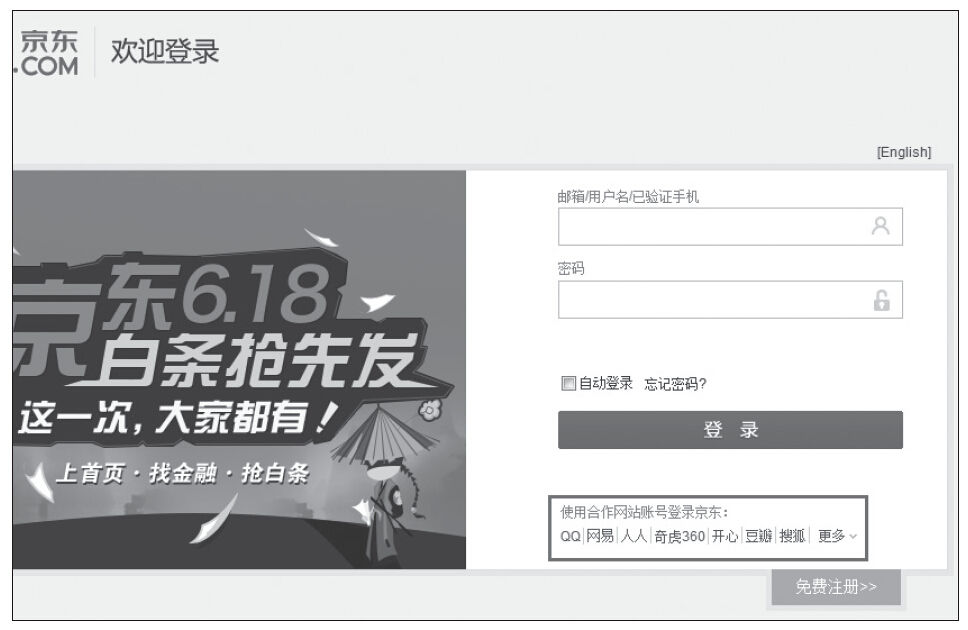 京东
.COM
欢迎登录
[English]
邮箱/用户名/已验证手机
密码
京东6.18
白条抢先发
这一次，大家都有！
上首页·找金融·抢白条
自动登录 忘记密码?
登 录
使用合作网站账号登录京东：
QQ|网易|人人|奇虎360|开心|豆瓣|搜狐| 更多
免费注册>>